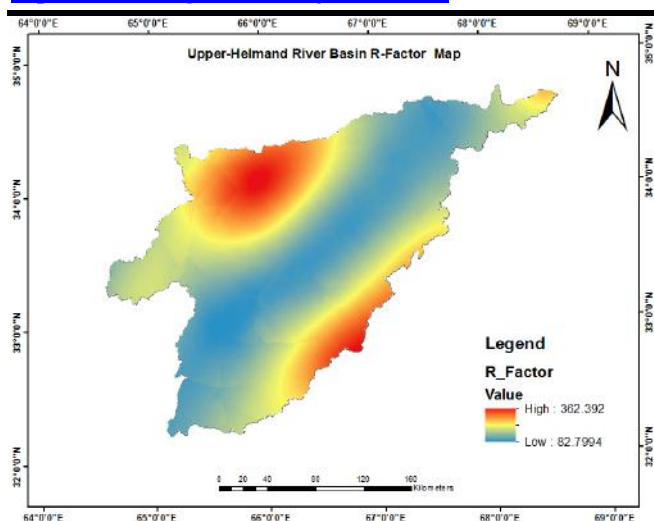 64°0'0"E 65°0'0"E 66°0'0"E 67°0'0"E 68°0'0"E 69°0'0"E
Upper-Helmand River Basin R-Factor Map
N
35°0'0"N
35°0'0"N
34°0'0"N
34°0'0"N
33°0'0"N
33°0'0"N
32°0'0"N
32°0'0"N
Legend
R_Factor
Value
High : 362.392
Low : 82.7994
0 20 40 80 120 160
Kilometers
64°0'0"E 65°0'0"E 66°0'0"E 67°0'0"E 68°0'0"E 69°0'0"E